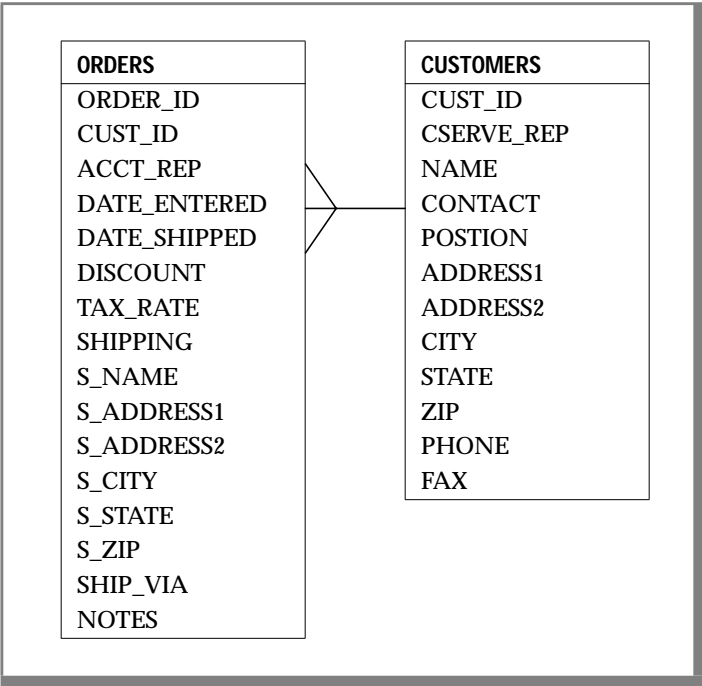 ORDERS
ORDER_ID
CUST_ID
ACCT_REP
DATE_ENTERED
DATE_SHIPPED
DISCOUNT
TAX_RATE
SHIPPING
S_NAME
S_ADDRESS1
S_ADDRESS2
S_CITY
S_STATE
S_ZIP
SHIP_VIA
NOTES
CUSTOMERS
CUST_ID
CSERVE_REP
NAME
CONTACT
POSTION
ADDRESS1
ADDRESS2
CITY
STATE
ZIP
PHONE
FAX